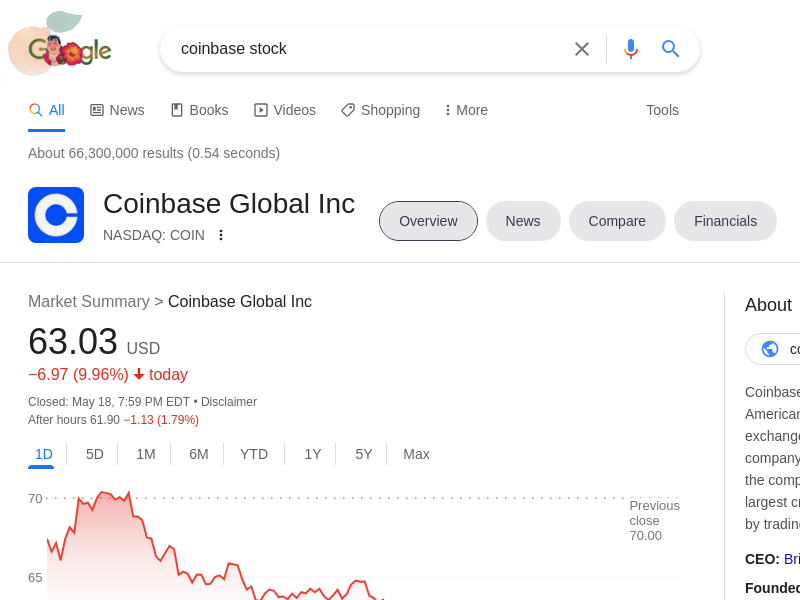 Google
coinbase stock
All News Books Videos Shopping More Tools
About 66,300,000 results (0.54 seconds)
Coinbase Global Inc
NASDAQ: COIN
Overview News Compare Financials
Market Summary > Coinbase Global Inc
63.03 USD
−6.97 (9.96%) today
Closed: May 18, 7:59 PM EDT • Disclaimer
After hours 61.90 −1.13 (1.79%)
1D 5D 1M 6M YTD 1Y 5Y Max
70
Previous
close
70.00
65
About
Coinbase
American
exchange
company
the comp
largest cr
by trading
CEO: Bri
Founded